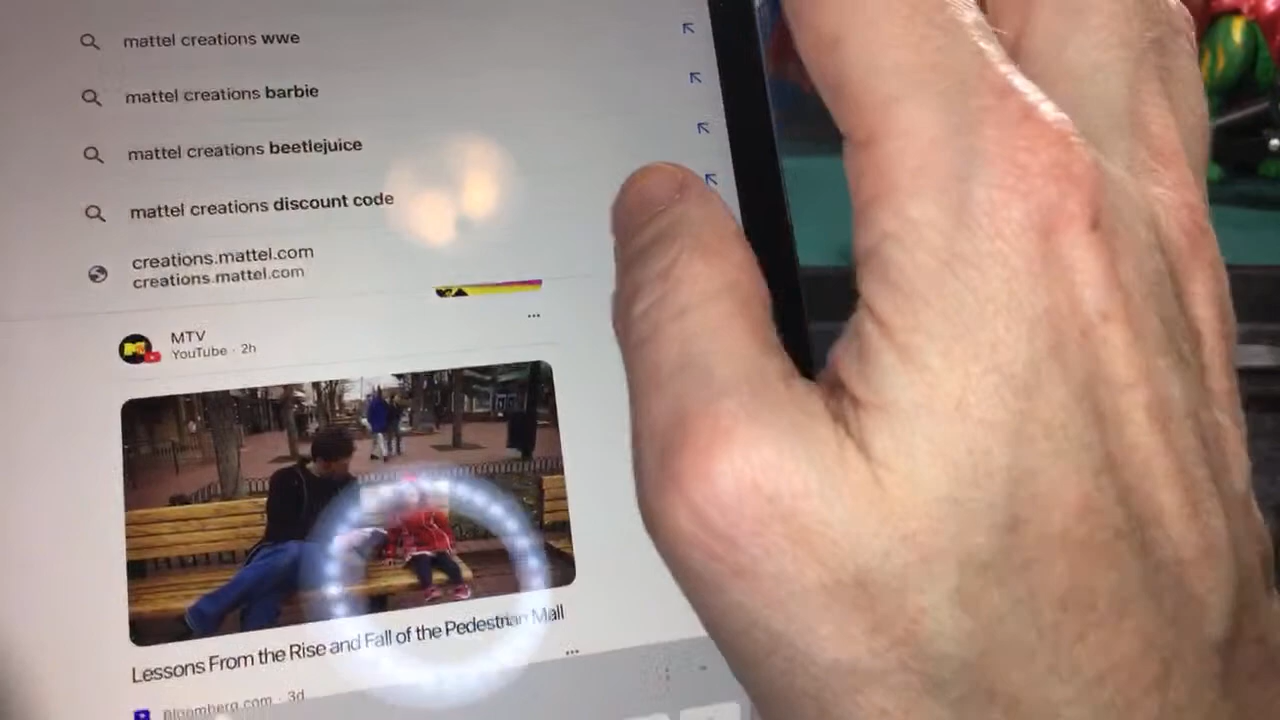 mattel creations wwe
mattel creations barbie
mattel creations beetlejuice
mattel creations discount code
creations.mattel.com
creations.mattel.com
MTV
YouTube · 2h
Lessons From the Rise and Fall of the Pedestrian Mall
Bloomberg.com · 3d